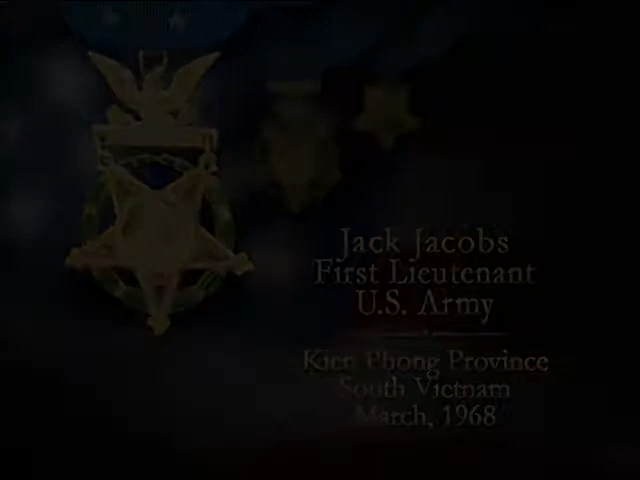 Jack Jacobs
First Lieutenant
U.S. Army
Kien Phong Province
South Vietnam
March, 1968